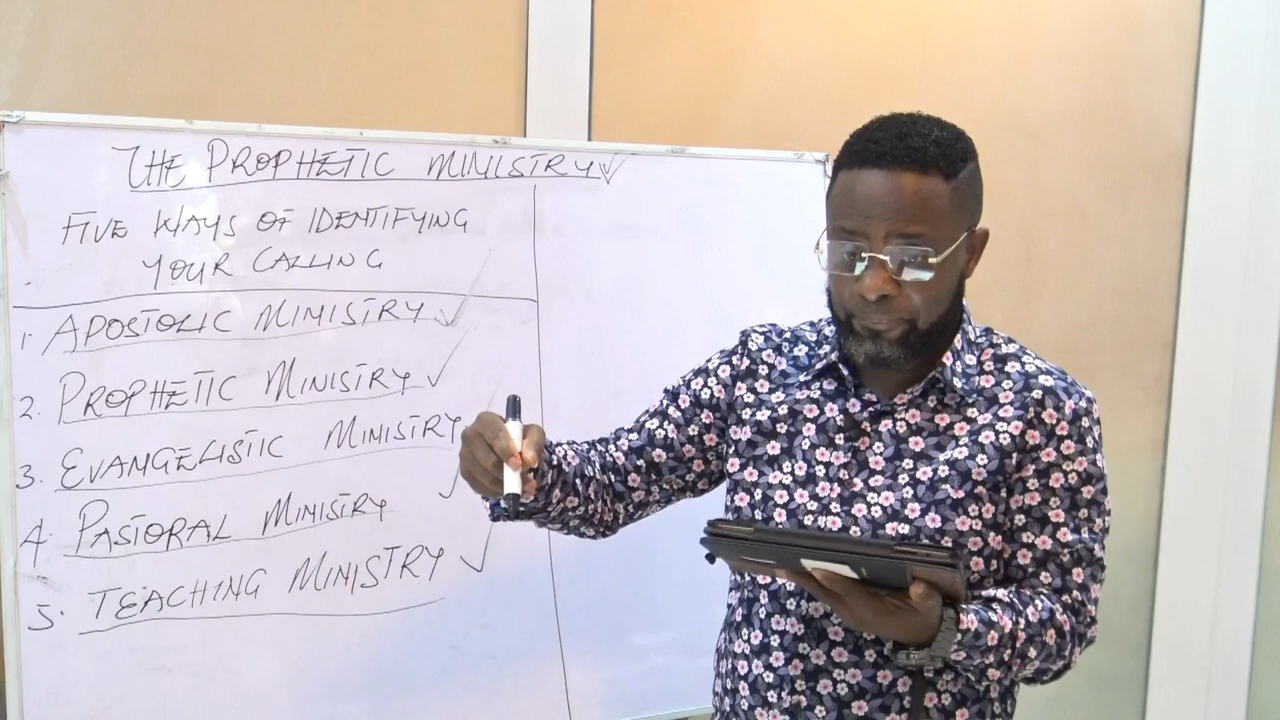 THE PROPHETIC MINISTRY
FIVE WAYS OF IDENTIFYING
YOUR CALLING
1. APOSTOLIC MINISTRY
2. PROPHETIC MINISTRY
3. EVANGELISTIC MINISTRY
4. PASTORAL MINISTRY
5. TEACHING MINISTRY